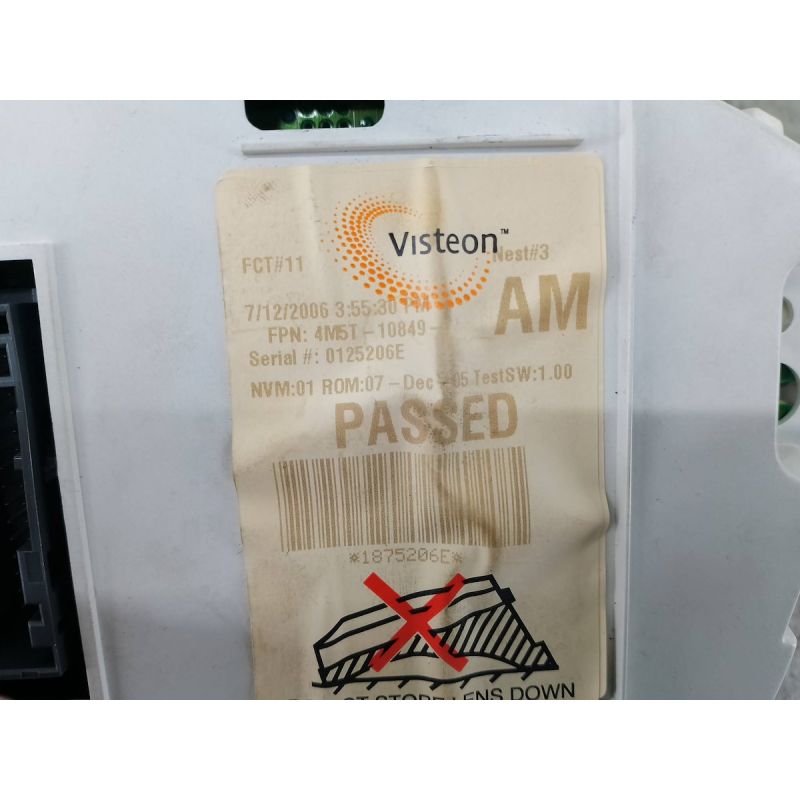 Visteon™
FCT#11 Nest#3
7/12/2006 3:55:30 PM
AM
FPN: 4M5T-10849-
Serial #: 0125206E
NVM:01 ROM:07-Dec-05 TestSW:1.00
PASSED
*1875206E*
STORE LENS DOWN